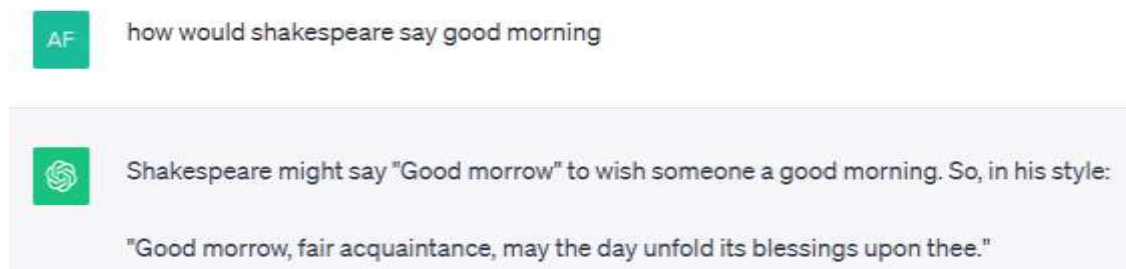 AF
how would shakespeare say good morning
Shakespeare might say "Good morrow" to wish someone a good morning. So, in his style:
"Good morrow, fair acquaintance, may the day unfold its blessings upon thee."